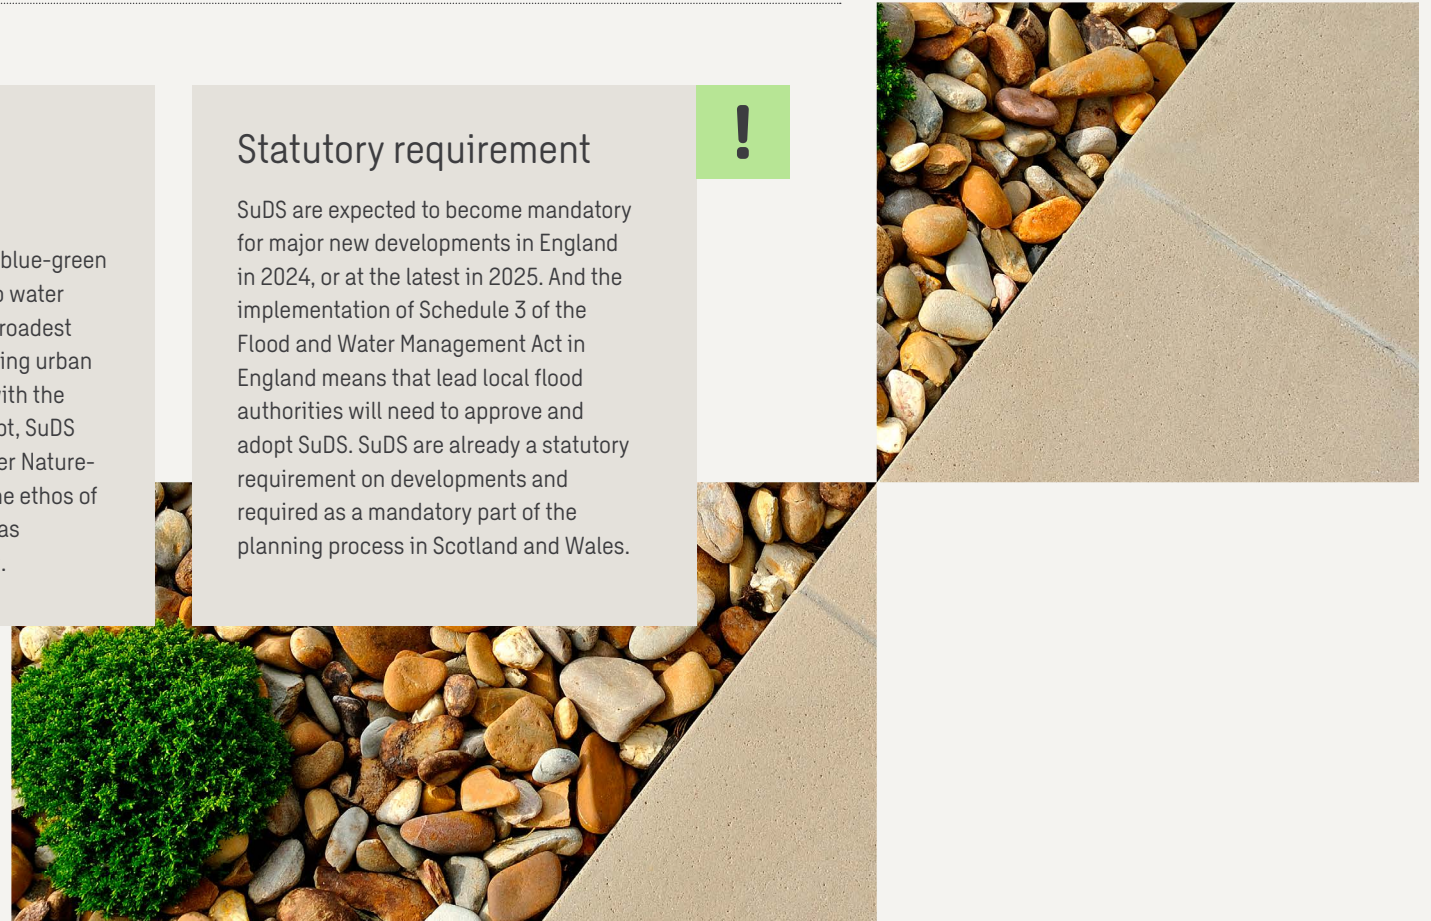 blue-green
water
ing urban
with the
SuDS
Nature-
ethos of
as
.
!
Statutory requirement
SuDS are expected to become mandatory
for major new developments in England
in 2024, or at the latest in 2025. And the
implementation of Schedule 3 of the
Flood and Water Management Act in
England means that lead local flood
authorities will need to approve and
adopt SuDS. SuDS are already a statutory
requirement on developments and
required as a mandatory part of the
planning process in Scotland and Wales.